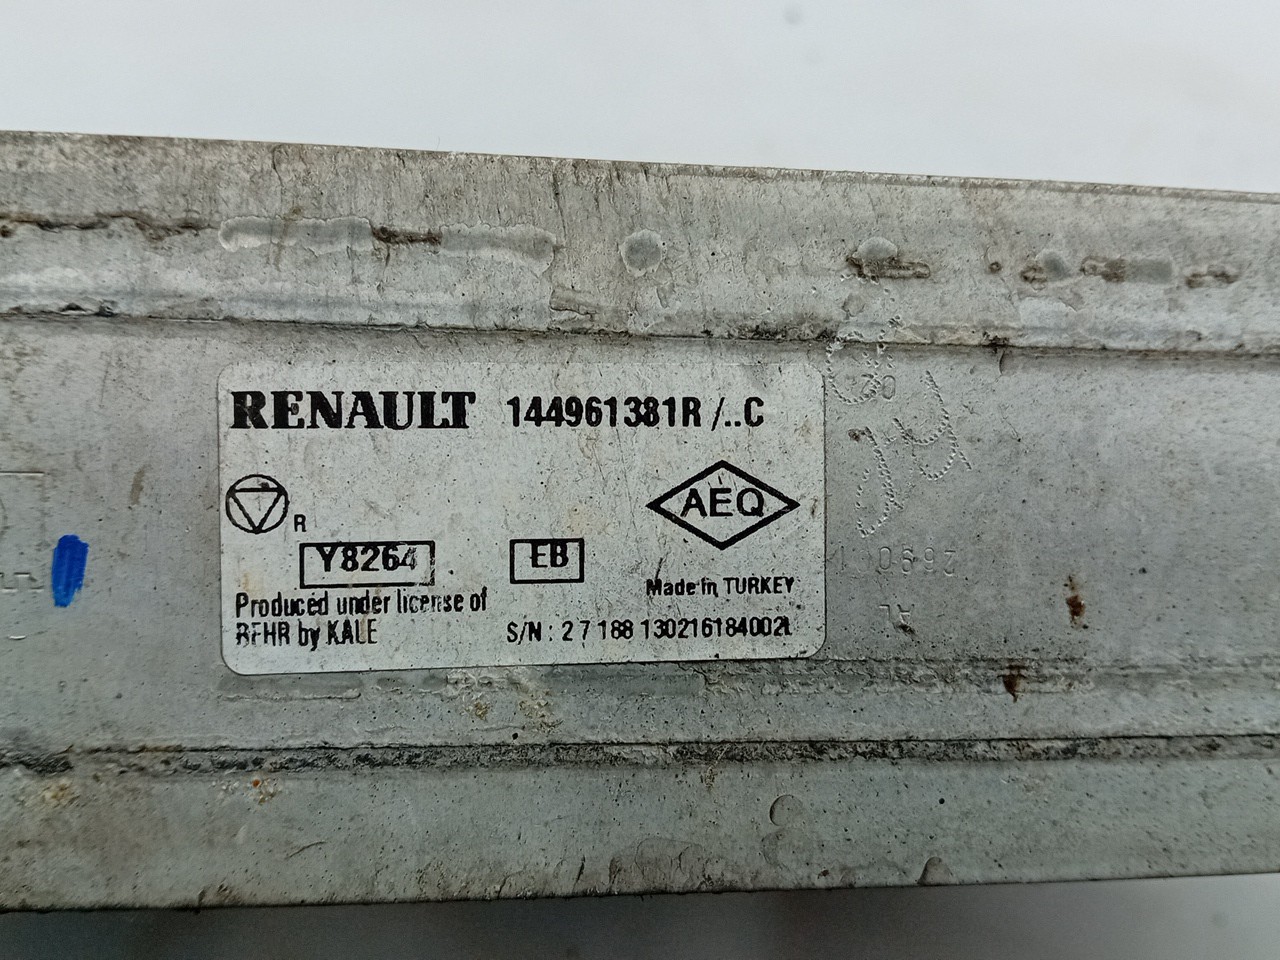 RENAULT 144961381R /..C
R
AEQ
Y8264 EB
Made in TURKEY
Produced under license of
BEHR by KALE
S/N : 2 7 188 130216184002